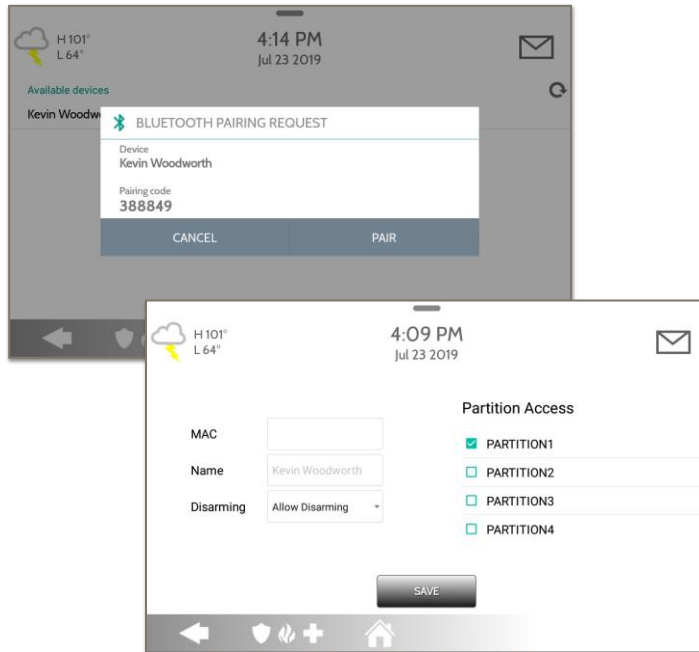 H 101°
L 64°
4:14 PM
Jul 23 2019
Available devices
Kevin Woodw
BLUETOOTH PAIRING REQUEST
Device
Kevin Woodworth
Pairing code
388849
CANCEL
PAIR
H 101°
L 64°
4:09 PM
Jul 23 2019
MAC
Name
Kevin Woodworth
Disarming
Allow Disarming
Partition Access
PARTITION1
PARTITION2
PARTITION3
PARTITION4
SAVE